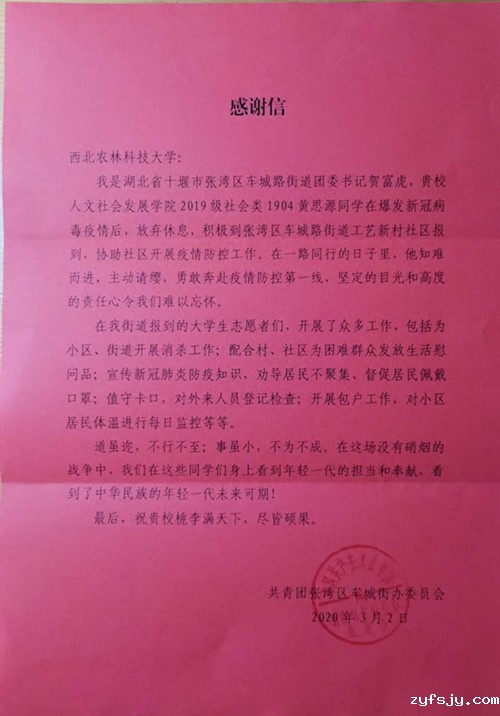 感谢信
西北农林科技大学:
我是湖北省十堰市张湾区车城路街道团委书记贺富虎，贵校
人文社会发展学院2019级社会类1904黄思源同学在爆发新冠病
毒疫情后，放弃休息，积极到张湾区车城路街道工艺新村社区报
到，协助社区开展疫情防控工作。在一路同行的日子里，他知难
而进，主动请缨，勇敢奔赴疫情防控第一线，坚定的目光和高度
的责任心令我们难以忘怀。
在我街道报到的大学生志愿者们，开展了众多工作，包括为
小区、街道开展消杀工作；配合村、社区为困难群众发放生活慰
问品；宣传新冠肺炎防疫知识，劝导居民不聚集、督促居民佩戴
口罩；值守卡口，对外来人员登记检查；开展包户工作，对小区
居民体温进行每日监控等等。
道虽迩，不行不至；事虽小，不为不成。在这场没有硝烟的
战争中，我们在这些同学们身上看到年轻一代的担当和奉献，看
到了中华民族的年轻一代未来可期！
最后，祝贵校桃李满天下，尽皆硕果。
共青团张湾区车城街办委员会
2020年3月2日
zyfsjy.com